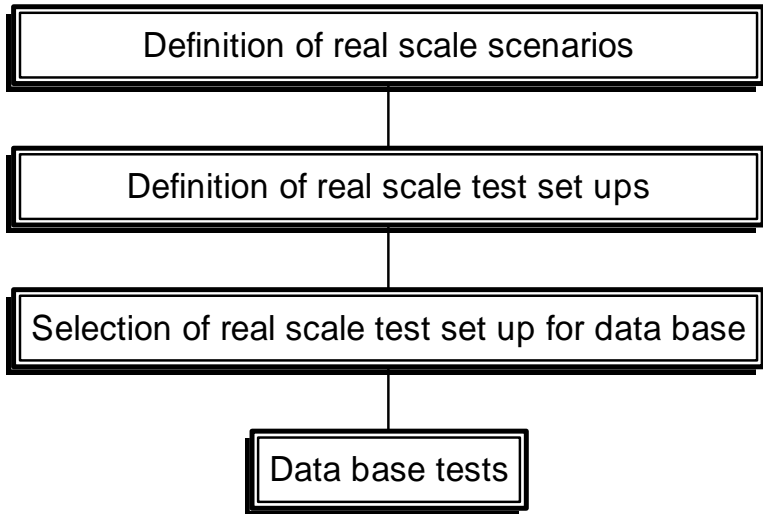 Definition of real scale scenarios
Definition of real scale test set ups
Selection of real scale test set up for data base
Data base tests